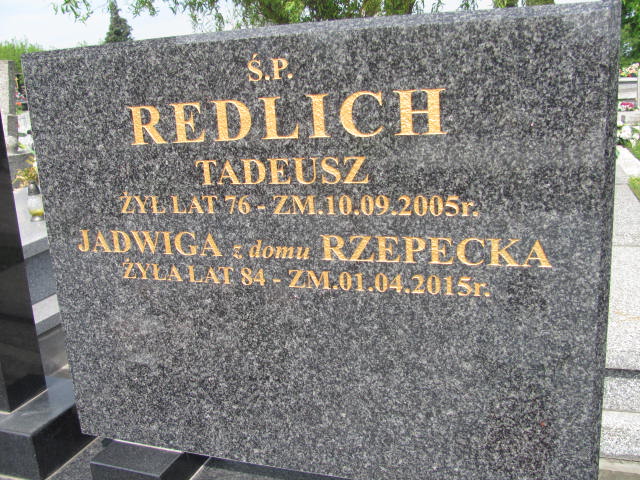 Ś.P.
REDLICH
TADEUSZ
ŻYŁ LAT 76 - ZM.10.09.2005r.
JADWIGA z domu RZEPECKA
ŻYŁA LAT 84 - ZM.01.04.2015r.